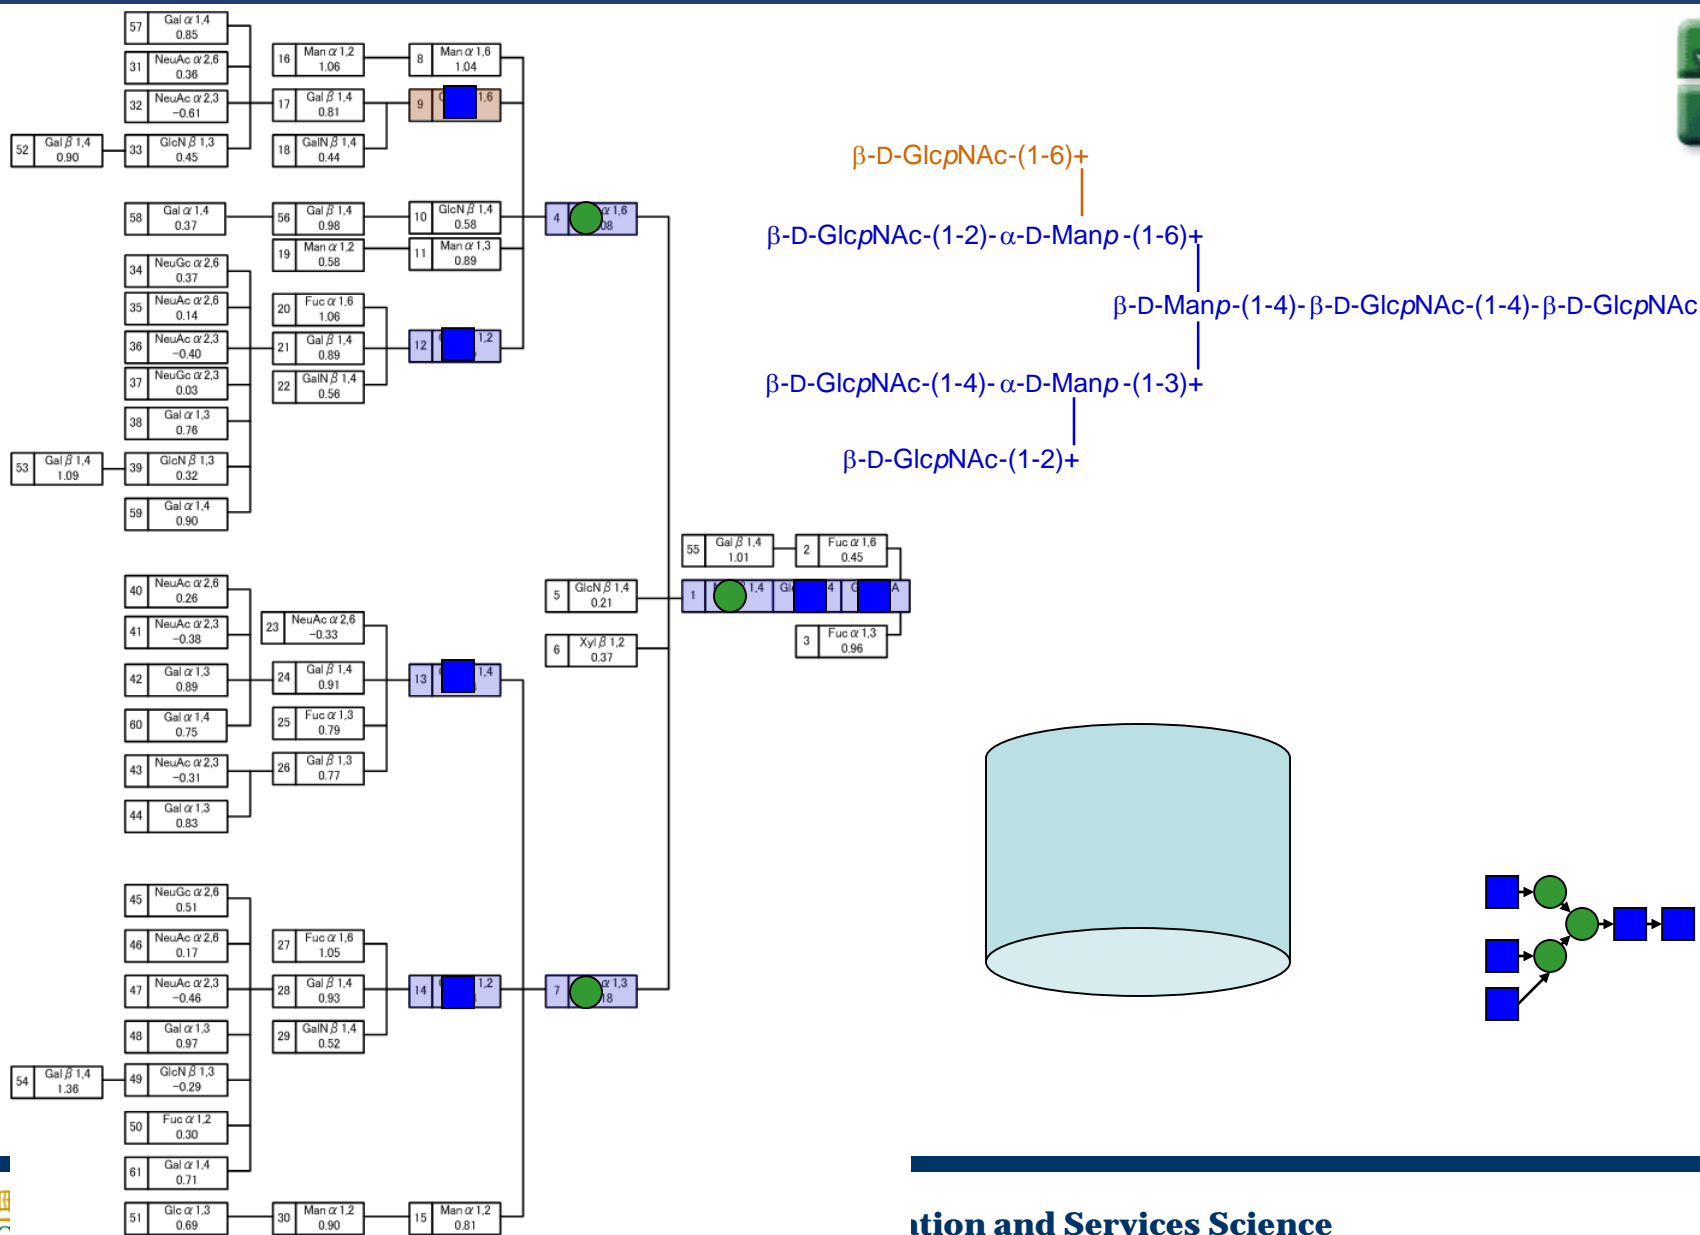 57 Gal α 1,4
0.85
31 NeuAc α 2,6
0.36
32 NeuAc α 2,3
−0.61
52 Gal β 1,4
0.90
33 GlcN β 1,3
0.45
16 Man α 1,2
1.06
8 Man α 1,6
1.04
17 Gal β 1,4
0.81
9 1,6
18 GalN β 1,4
0.44
58 Gal α 1,4
0.37
56 Gal β 1,4
0.98
10 GlcN β 1,4
0.58
4 α 1,6
08
19 Man α 1,2
0.58
11 Man α 1,3
0.89
34 NeuGc α 2,6
0.37
35 NeuAc α 2,6
0.14
36 NeuAc α 2,3
−0.40
37 NeuGc α 2,3
0.03
38 Gal α 1,3
0.76
53 Gal β 1,4
1.09
39 GlcN β 1,3
0.32
59 Gal α 1,4
0.90
20 Fuc α 1,6
1.06
21 Gal β 1,4
0.89
12 1,2
22 GalN β 1,4
0.56
β-D-GlcpNAc-(1-6)+
β-D-GlcpNAc-(1-2)-α-D-Manp-(1-6)+
β-D-Manp-(1-4)-β-D-GlcpNAc-(1-4)-β-D-GlcpNAc
β-D-GlcpNAc-(1-4)-α-D-Manp-(1-3)+
β-D-GlcpNAc-(1-2)+
55 Gal β 1,4
1.01
2 Fuc α 1,6
0.45
5 GlcN β 1,4
0.21
1 1,4 Gl 4 G A
6 Xyl β 1,2
0.37
3 Fuc α 1,3
0.96
40 NeuAc α 2,6
0.26
41 NeuAc α 2,3
−0.38
23 NeuAc α 2,6
−0.33
42 Gal α 1,3
0.89
24 Gal β 1,4
0.91
13 1,4
60 Gal α 1,4
0.75
25 Fuc α 1,3
0.79
43 NeuAc α 2,3
−0.31
26 Gal β 1,3
0.77
44 Gal α 1,3
0.83
45 NeuGc α 2,6
0.51
46 NeuAc α 2,6
0.17
27 Fuc α 1,6
1.05
47 NeuAc α 2,3
−0.46
28 Gal β 1,4
0.93
14 1,2
7 α 1,3
18
48 Gal α 1,3
0.97
29 GalN β 1,4
0.52
54 Gal β 1,4
1.36
49 GlcN β 1,3
−0.29
50 Fuc α 1,2
0.30
61 Gal α 1,4
0.71
51 Glc α 1,3
0.69
30 Man α 1,2
0.90
15 Man α 1,2
0.81
ation and Services Science